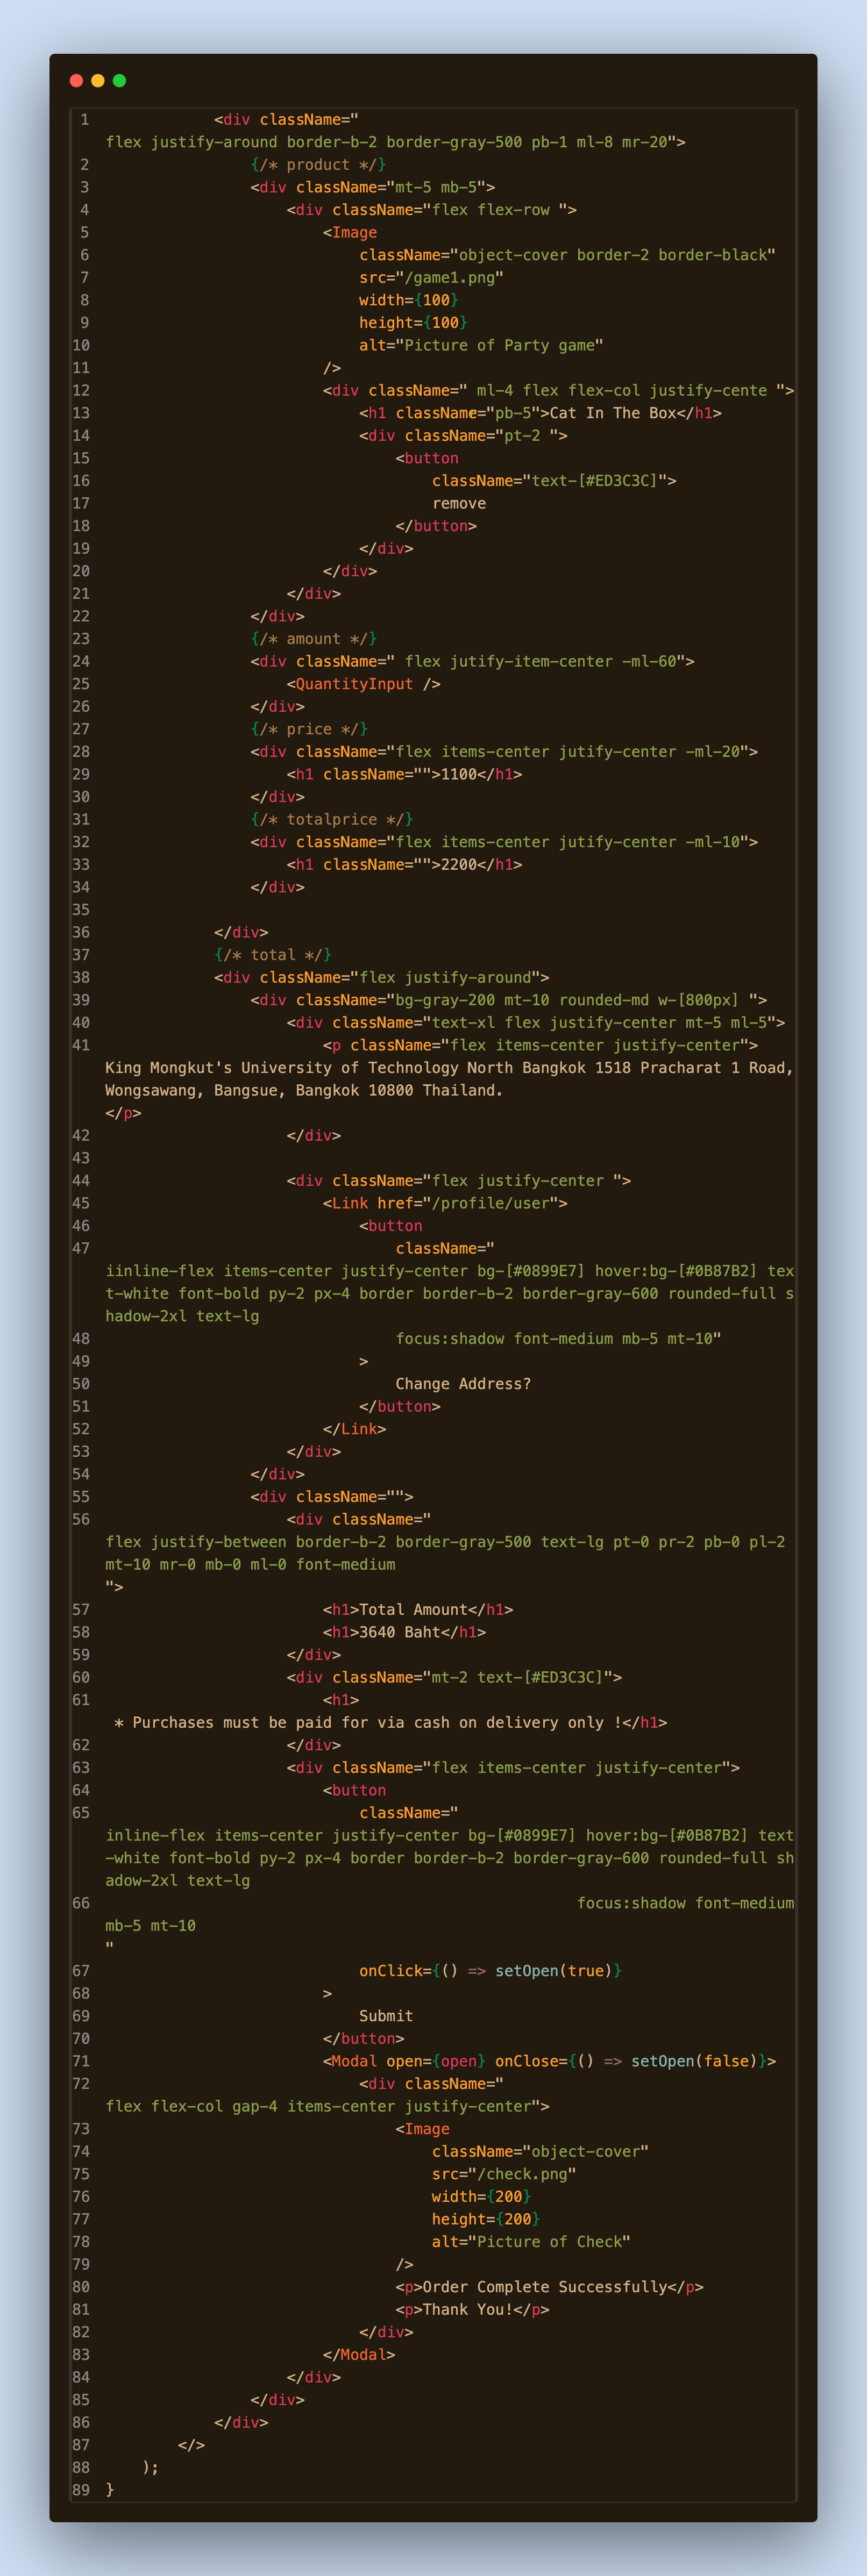 1 <div className="
flex justify-around border-b-2 border-gray-500 pb-1 ml-8 mr-20">
2 {/* product */}
3 <div className="mt-5 mb-5">
4 <div className="flex flex-row ">
5 <Image
6 className="object-cover border-2 border-black"
7 src="/game1.png"
8 width={100}
9 height={100}
10 alt="Picture of Party game"
11 />
12 <div className=" ml-4 flex flex-col justify-cente ">
13 <h1 className="pb-5">Cat In The Box</h1>
14 <div className="pt-2 ">
15 <button
16 className="text-[#ED3C3C]">
17 remove
18 </button>
19 </div>
20 </div>
21 </div>
22 </div>
23 {/* amount */}
24 <div className=" flex jutify-item-center -ml-60">
25 <QuantityInput />
26 </div>
27 {/* price */}
28 <div className="flex items-center jutify-center -ml-20">
29 <h1 className="">1100</h1>
30 </div>
31 {/* totalprice */}
32 <div className="flex items-center jutify-center -ml-10">
33 <h1 className="">2200</h1>
34 </div>
35
36 </div>
37 {/* total */}
38 <div className="flex justify-around">
39 <div className="bg-gray-200 mt-10 rounded-md w-[800px] ">
40 <div className="text-xl flex justify-center mt-5 ml-5">
41 <p className="flex items-center justify-center">
King Mongkut's University of Technology North Bangkok 1518 Pracharat 1 Road,
Wongsawang, Bangsue, Bangkok 10800 Thailand.
</p>
42 </div>
43
44 <div className="flex justify-center ">
45 <Link href="/profile/user">
46 <button
47 className="
iinline-flex items-center justify-center bg-[#0899E7] hover:bg-[#0B87B2] tex
t-white font-bold py-2 px-4 border border-b-2 border-gray-600 rounded-full s
hadow-2xl text-lg
48 focus:shadow font-medium mb-5 mt-10"
49 >
50 Change Address?
51 </button>
52 </Link>
53 </div>
54 </div>
55 <div className="">
56 <div className="
flex justify-between border-b-2 border-gray-500 text-lg pt-0 pr-2 pb-0 pl-2
mt-10 mr-0 mb-0 ml-0 font-medium
">
57 <h1>Total Amount</h1>
58 <h1>3640 Baht</h1>
59 </div>
60 <div className="mt-2 text-[#ED3C3C]">
61 <h1>
* Purchases must be paid for via cash on delivery only !</h1>
62 </div>
63 <div className="flex items-center justify-center">
64 <button
65 className="
inline-flex items-center justify-center bg-[#0899E7] hover:bg-[#0B87B2] text
-white font-bold py-2 px-4 border border-b-2 border-gray-600 rounded-full sh
adow-2xl text-lg
66 focus:shadow font-medium
mb-5 mt-10
"
67 onClick={() => setOpen(true)}
68 >
69 Submit
70 </button>
71 <Modal open={open} onClose={() => setOpen(false)}>
72 <div className="
flex flex-col gap-4 items-center justify-center">
73 <Image
74 className="object-cover"
75 src="/check.png"
76 width={200}
77 height={200}
78 alt="Picture of Check"
79 />
80 <p>Order Complete Successfully</p>
81 <p>Thank You!</p>
82 </div>
83 </Modal>
84 </div>
85 </div>
86 </div>
87 </>
88 );
89 }